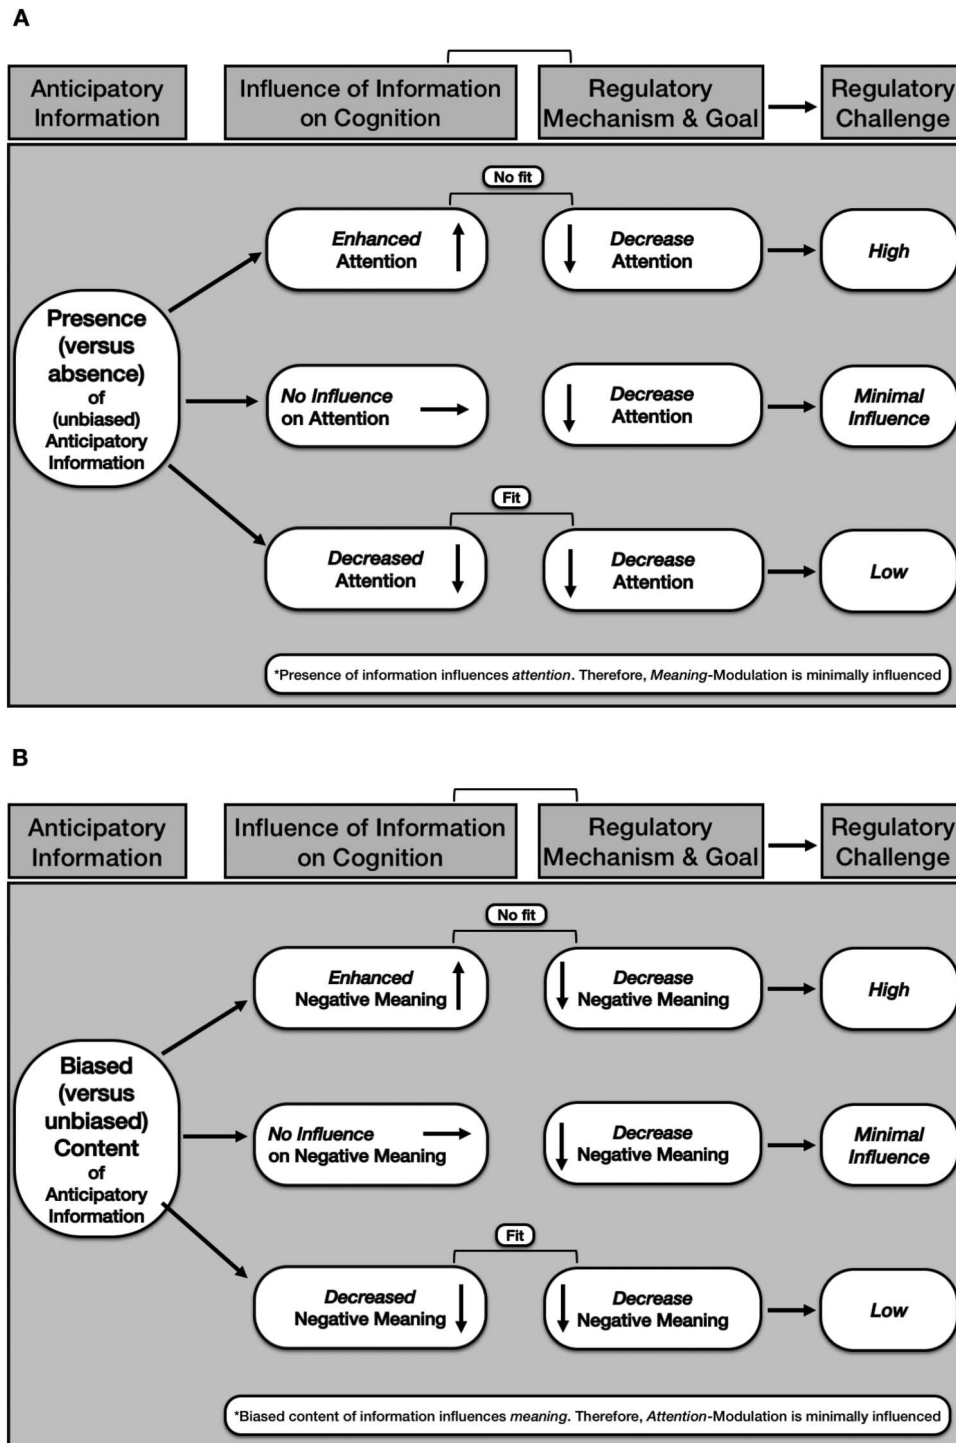 A
Anticipatory
Information
Influence of Information
on Cognition
Regulatory
Mechanism & Goal
Regulatory
Challenge
No fit
Enhanced
Attention
Decrease
Attention
High
Presence
(versus
absence)
of
(unbiased)
Anticipatory
Information
No Influence
on Attention
Decrease
Attention
Minimal
Influence
Fit
Decreased
Attention
Decrease
Attention
Low
*Presence of information influences attention. Therefore, Meaning-Modulation is minimally influenced
B
Anticipatory
Information
Influence of Information
on Cognition
Regulatory
Mechanism & Goal
Regulatory
Challenge
No fit
Enhanced
Negative Meaning
Decrease
Negative Meaning
High
Biased
(versus
unbiased)
Content
of
Anticipatory
Information
No Influence
on Negative Meaning
Decrease
Negative Meaning
Minimal
Influence
Fit
Decreased
Negative Meaning
Decrease
Negative Meaning
Low
*Biased content of information influences meaning. Therefore, Attention-Modulation is minimally influenced